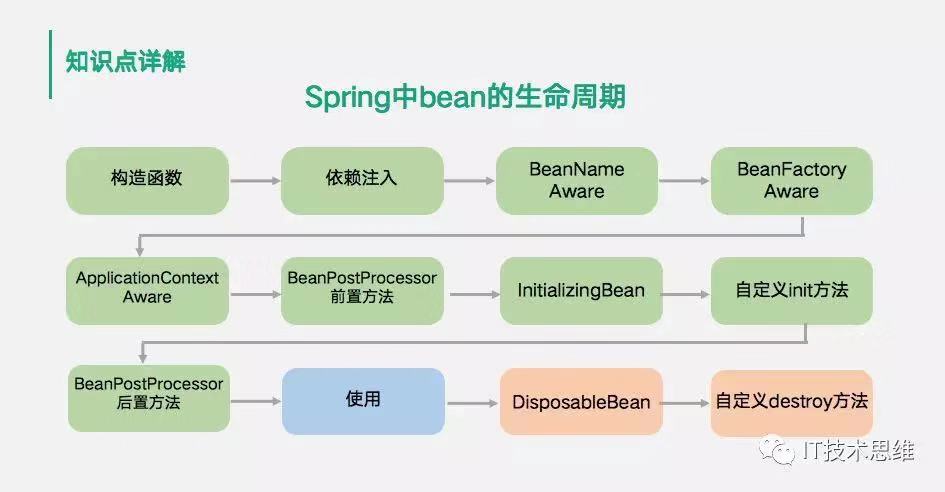 知识点详解
Spring中bean的生命周期
构造函数
依赖注入
BeanName
Aware
BeanFactory
Aware
ApplicationContext
Aware
BeanPostProcessor
前置方法
InitializingBean
自定义init方法
BeanPostProcessor
后置方法
使用
DisposableBean
自定义destroy方法
IT技术思维